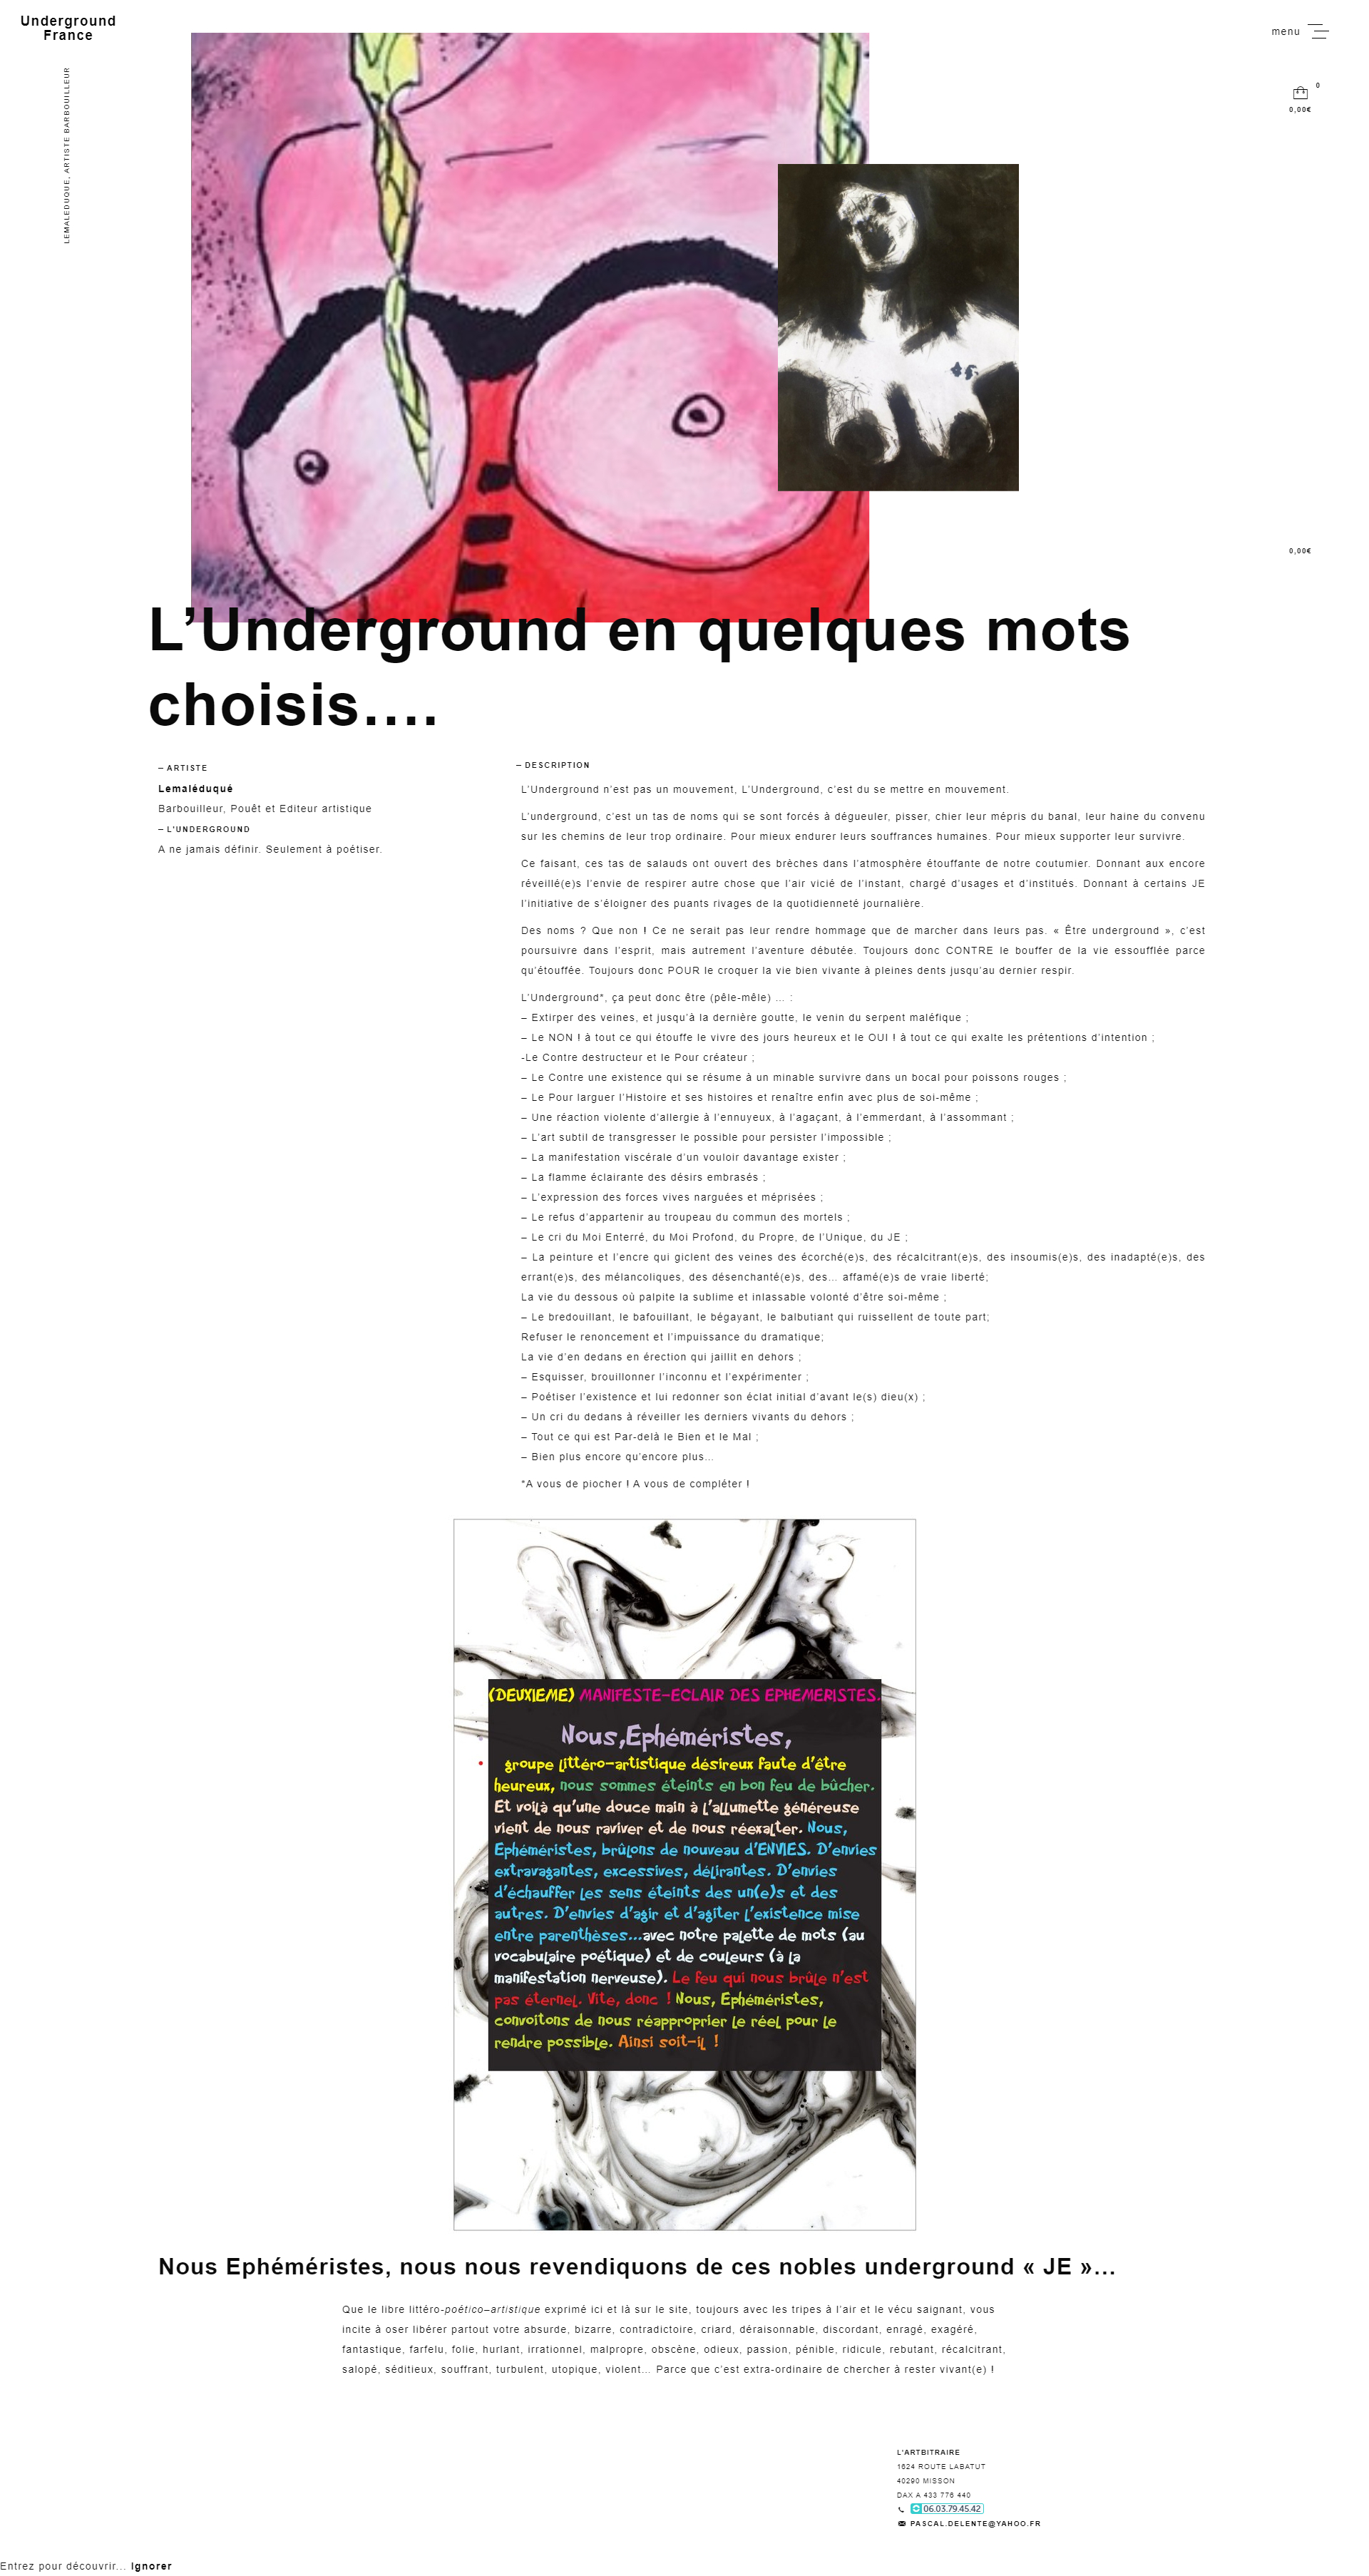 Underground
France
menu
LEMALEDUQUE, ARTISTE BARBOUILLEUR
0
0,00€
0,00€
L’Underground en quelques mots
choisis….
– ARTISTE
Lemaléduqué
Barbouilleur, Pouêt et Editeur artistique
– L’UNDERGROUND
A ne jamais définir. Seulement à poétiser.
– DESCRIPTION
L’Underground n’est pas un mouvement, L’Underground, c’est du se mettre en mouvement.
L’underground, c’est un tas de noms qui se sont forcés à dégueuler, pisser, chier leur mépris du banal, leur haine du convenu
sur les chemins de leur trop ordinaire. Pour mieux endurer leurs souffrances humaines. Pour mieux supporter leur survivre.
Ce faisant, ces tas de salauds ont ouvert des brèches dans l’atmosphère étouffante de notre coutumier. Donnant aux encore
réveillé(e)s l’envie de respirer autre chose que l’air vicié de l’instant, chargé d’usages et d’institués. Donnant à certains JE
l’initiative de s’éloigner des puants rivages de la quotidienneté journalière.
Des noms ? Que non ! Ce ne serait pas leur rendre hommage que de marcher dans leurs pas. « Être underground », c’est
poursuivre dans l’esprit, mais autrement l’aventure débutée. Toujours donc CONTRE le bouffer de la vie essoufflée parce
qu’étouffée. Toujours donc POUR le croquer la vie bien vivante à pleines dents jusqu’au dernier respir.
L’Underground*, ça peut donc être (pêle-mêle) … :
– Extirper des veines, et jusqu’à la dernière goutte, le venin du serpent maléfique ;
– Le NON ! à tout ce qui étouffe le vivre des jours heureux et le OUI ! à tout ce qui exalte les prétentions d’intention ;
-Le Contre destructeur et le Pour créateur ;
– Le Contre une existence qui se résume à un minable survivre dans un bocal pour poissons rouges ;
– Le Pour larguer l’Histoire et ses histoires et renaître enfin avec plus de soi-même ;
– Une réaction violente d’allergie à l’ennuyeux, à l’agaçant, à l’emmerdant, à l’assommant ;
– L’art subtil de transgresser le possible pour persister l’impossible ;
– La manifestation viscérale d’un vouloir davantage exister ;
– La flamme éclairante des désirs embrasés ;
– L’expression des forces vives narguées et méprisées ;
– Le refus d’appartenir au troupeau du commun des mortels ;
– Le cri du Moi Enterré, du Moi Profond, du Propre, de l’Unique, du JE ;
– La peinture et l’encre qui giclent des veines des écorché(e)s, des récalcitrant(e)s, des insoumis(e)s, des inadapté(e)s, des
errant(e)s, des mélancoliques, des désenchanté(e)s, des… affamé(e)s de vraie liberté;
La vie du dessous où palpite la sublime et inlassable volonté d’être soi-même ;
– Le bredouillant, le bafouillant, le bégayant, le balbutiant qui ruissellent de toute part;
Refuser le renoncement et l’impuissance du dramatique;
La vie d’en dedans en érection qui jaillit en dehors ;
– Esquisser, brouillonner l’inconnu et l’expérimenter ;
– Poétiser l’existence et lui redonner son éclat initial d’avant le(s) dieu(x) ;
– Un cri du dedans à réveiller les derniers vivants du dehors ;
– Tout ce qui est Par-delà le Bien et le Mal ;
– Bien plus encore qu’encore plus…
*A vous de piocher ! A vous de compléter !
(DEUXIEME) MANIFESTE-ECLAIR DES EPHEMERISTES.
Nous,Ephéméristes,
groupe littéro-artistique désireux faute d’être
heureux, nous sommes éteints en bon feu de bûcher.
Et voilà qu’une douce main à l’allumette généreuse
vient de nous raviver et de nous réexalter. Nous,
Ephéméristes, brûlons de nouveau d’ENVIES. D’envies
extravagantes, excessives, délirantes. D’envies
d’échauffer les sens éteints des un(e)s et des
autres. D’envies d’agir et d’agiter l’existence mise
entre parenthèses...avec notre palette de mots (au
vocabulaire poétique) et de couleurs (à la
manifestation nerveuse). Le feu qui nous brûle n’est
pas éternel. Vite, donc ! Nous, Ephéméristes,
convoitons de nous réapproprier le réel pour le
rendre possible. Ainsi soit-il !
Nous Ephéméristes, nous nous revendiquons de ces nobles underground « JE »…
Que le libre littéro-poético–artistique exprimé ici et là sur le site, toujours avec les tripes à l’air et le vécu saignant, vous
incite à oser libérer partout votre absurde, bizarre, contradictoire, criard, déraisonnable, discordant, enragé, exagéré,
fantastique, farfelu, folie, hurlant, irrationnel, malpropre, obscène, odieux, passion, pénible, ridicule, rebutant, récalcitrant,
salopé, séditieux, souffrant, turbulent, utopique, violent… Parce que c’est extra-ordinaire de chercher à rester vivant(e) !
L’ARTBITRAIRE
1624 ROUTE LABATUT
40290 MISSON
DAX A 433 776 440
06.03.79.45.42
PASCAL.DELENTE@YAHOO.FR
Entrez pour découvrir... Ignorer